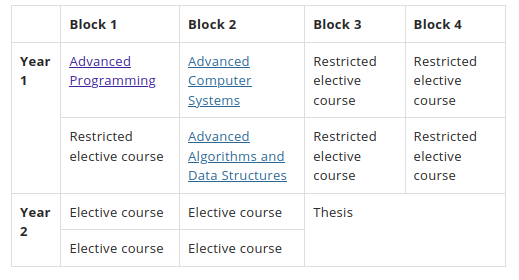 Block 1 Block 2 Block 3 Block 4
Year 1
Advanced Programming
Advanced Computer Systems
Restricted elective course
Restricted elective course
Restricted elective course
Advanced Algorithms and Data Structures
Restricted elective course
Restricted elective course
Year 2
Elective course
Elective course
Thesis
Elective course
Elective course